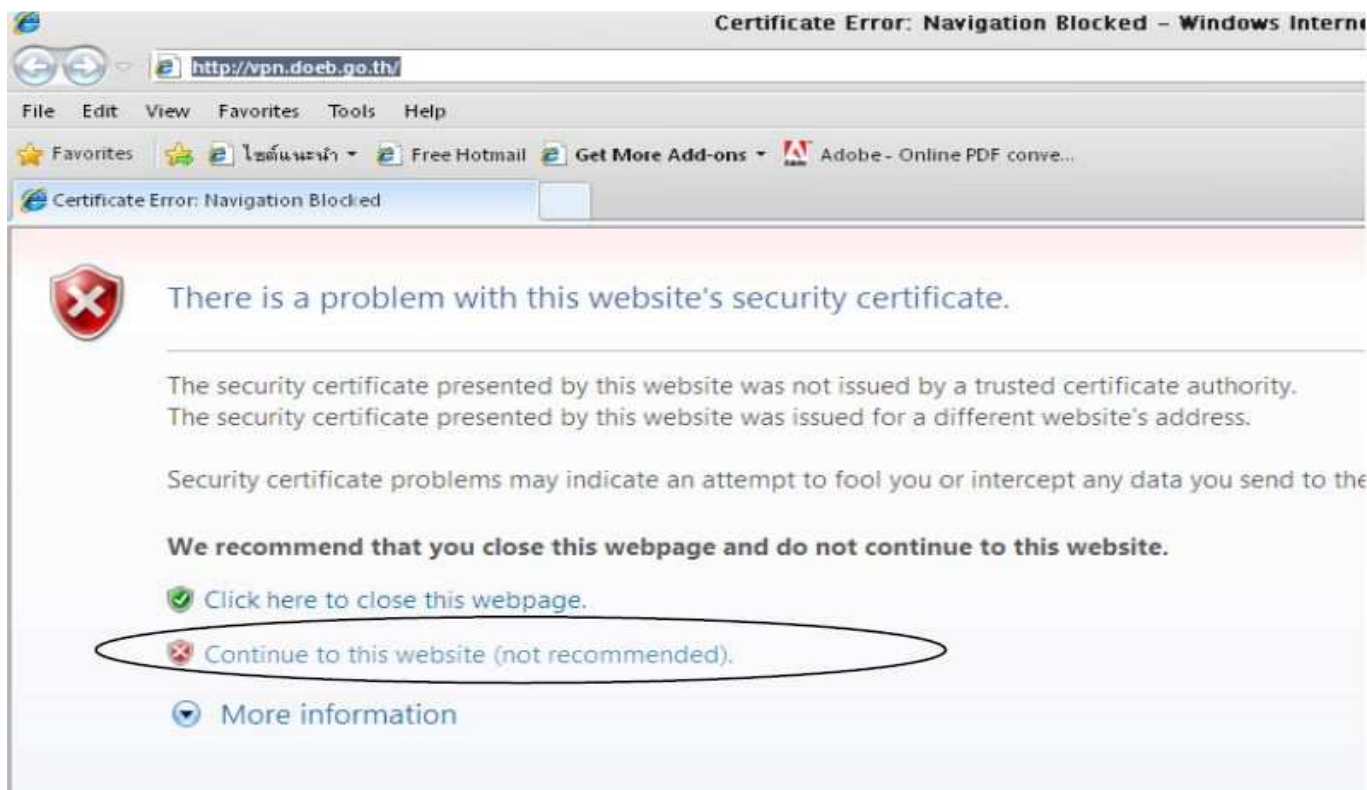 Certificate Error: Navigation Blocked – Windows Interne
http://vpn.doeb.go.th/
File Edit View Favorites Tools Help
Favorites ไซต์แนะนำ Free Hotmail Get More Add-ons Adobe - Online PDF conve...
Certificate Error: Navigation Blocked
There is a problem with this website's security certificate.
The security certificate presented by this website was not issued by a trusted certificate authority.
The security certificate presented by this website was issued for a different website's address.
Security certificate problems may indicate an attempt to fool you or intercept any data you send to the
We recommend that you close this webpage and do not continue to this website.
Click here to close this webpage.
Continue to this website (not recommended).
More information